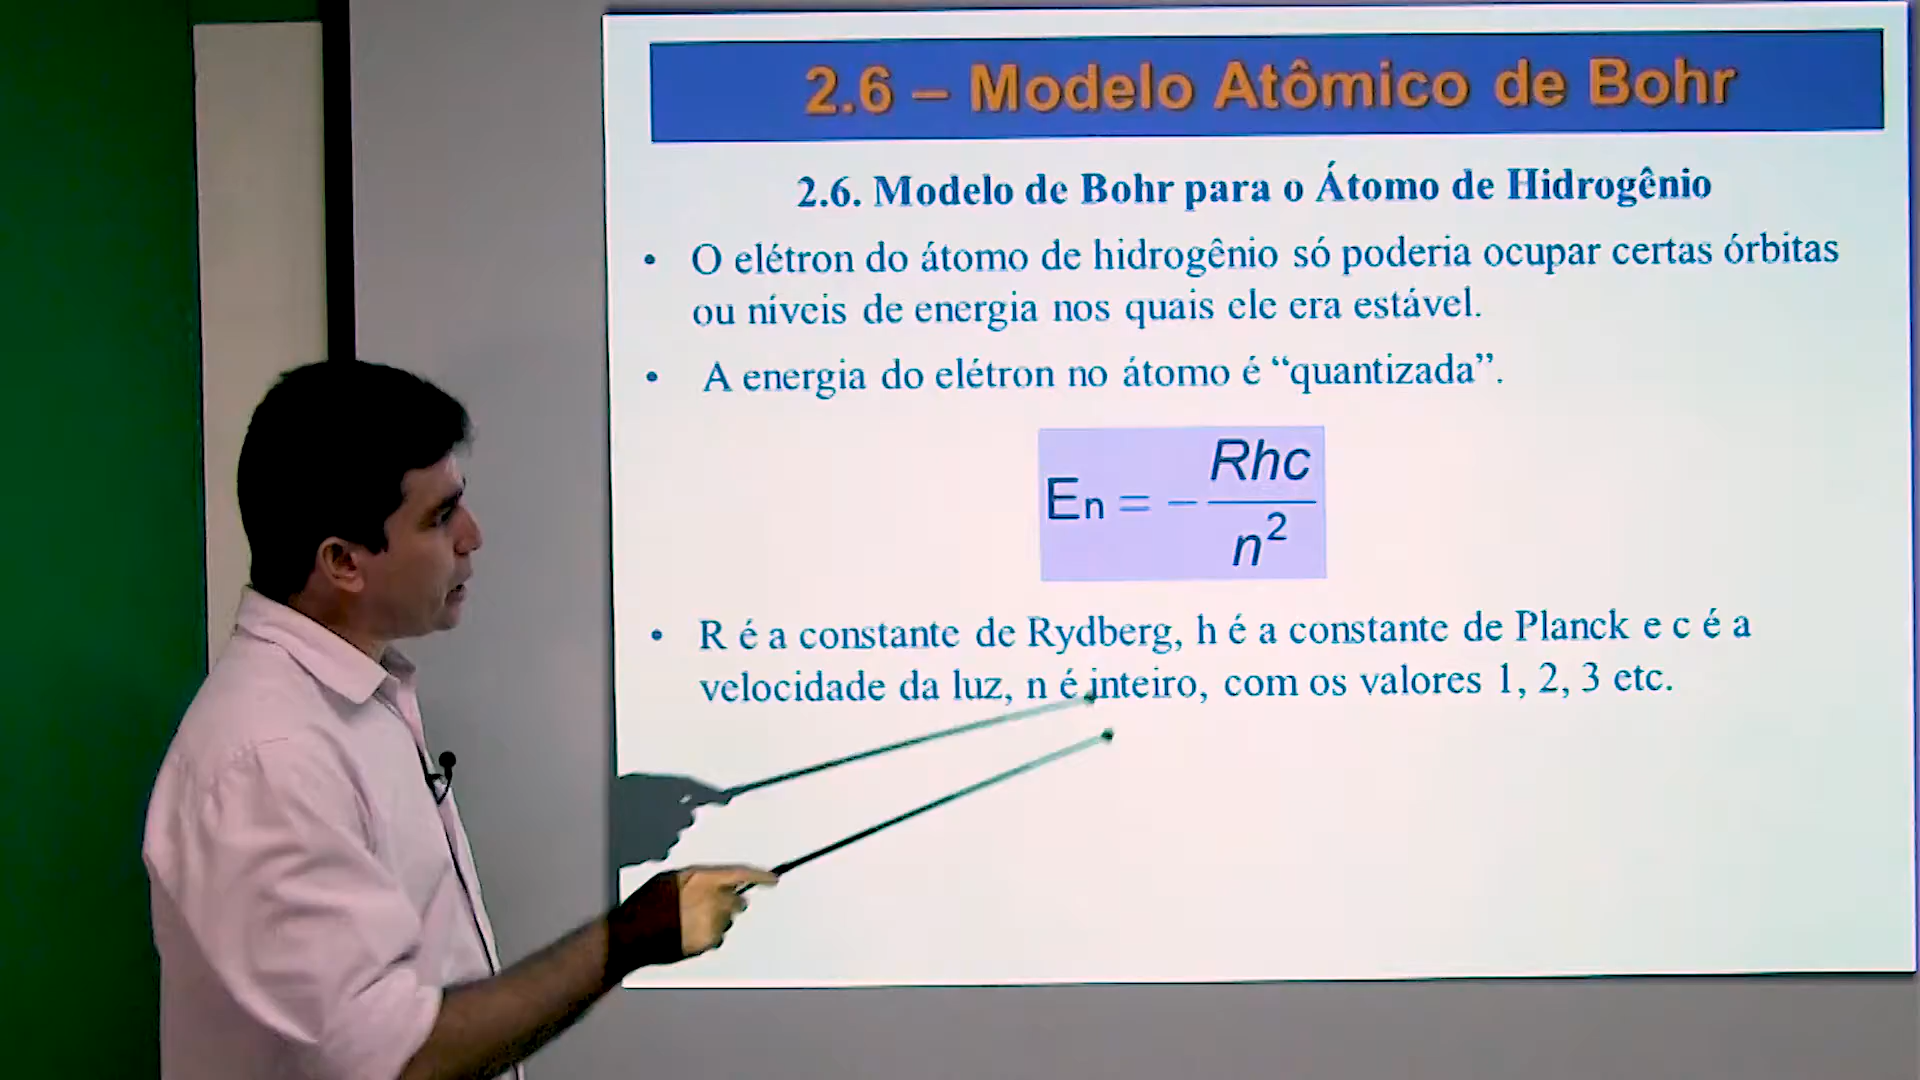 2.6 – Modelo Atômico de Bohr
2.6. Modelo de Bohr para o Átomo de Hidrogênio
• O elétron do átomo de hidrogênio só poderia ocupar certas órbitas
ou níveis de energia nos quais ele era estável.
• A energia do elétron no átomo é “quantizada”.
En = - Rhc / n²
• R é a constante de Rydberg, h é a constante de Planck e c é a
velocidade da luz, n é inteiro, com os valores 1, 2, 3 etc.